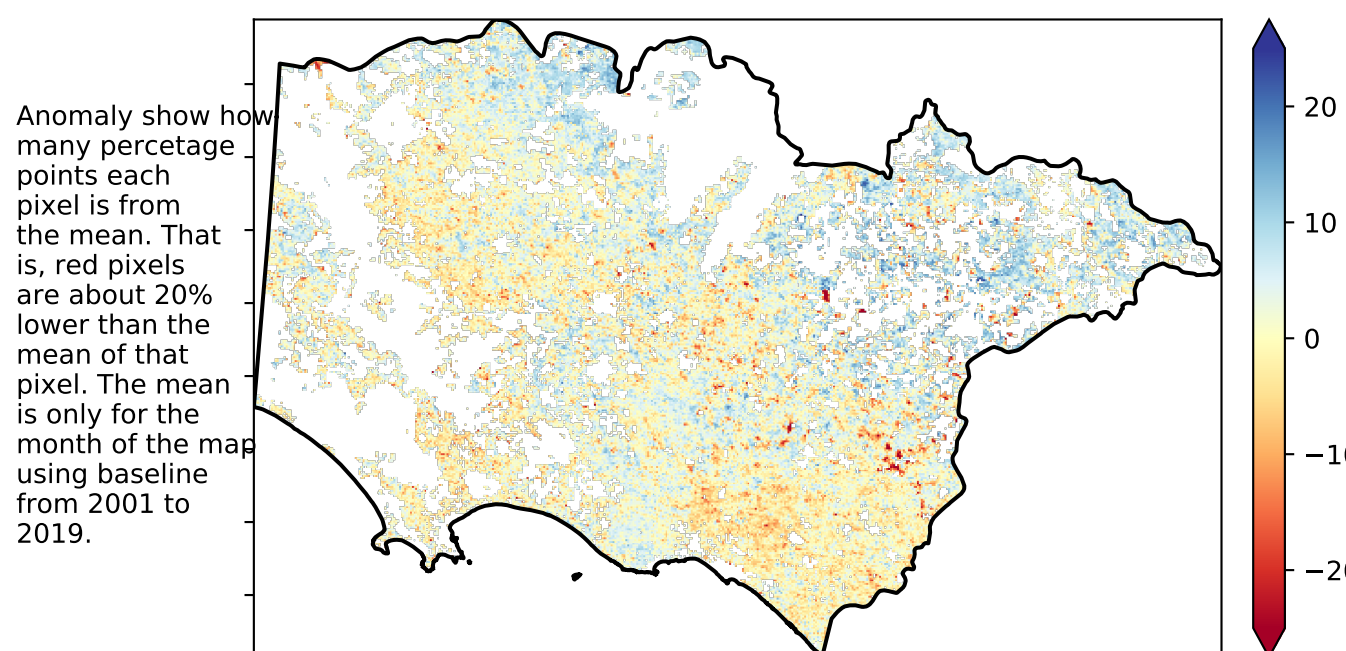 Anomaly show how
many percetage
points each
pixel is from
the mean. That
is, red pixels
are about 20%
lower than the
mean of that
pixel. The mean
is only for the
month of the map
using baseline
from 2001 to
2019.
20
10
0
−10
−20